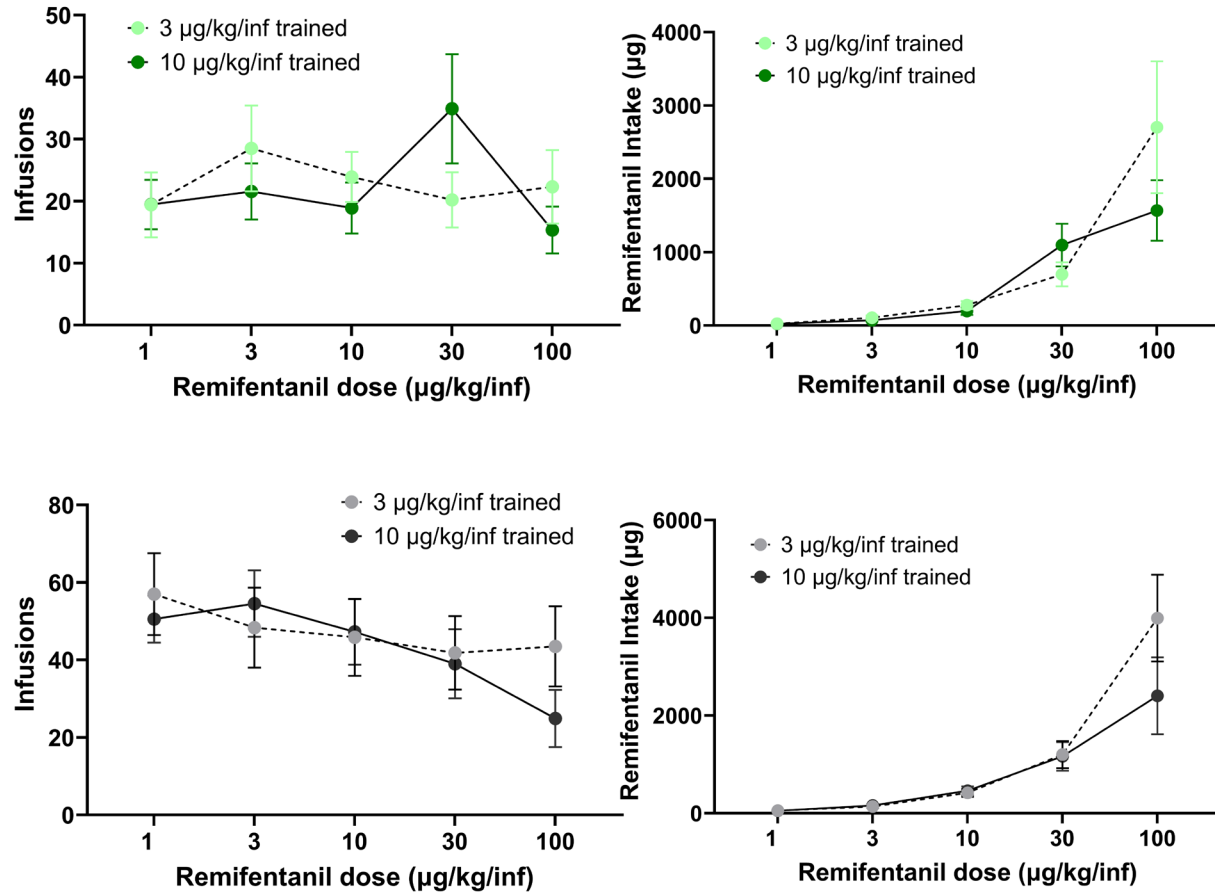 50
40
30
20
10
0
Infusions
3 µg/kg/inf trained
10 µg/kg/inf trained
1 3 10 30 100
Remifentanil dose (µg/kg/inf)
4000
3000
2000
1000
0
Remifentanil Intake (µg)
3 µg/kg/inf trained
10 µg/kg/inf trained
1 3 10 30 100
Remifentanil dose (µg/kg/inf)
80
60
40
20
0
Infusions
3 µg/kg/inf trained
10 µg/kg/inf trained
1 3 10 30 100
Remifentanil dose (µg/kg/inf)
6000
4000
2000
0
Remifentanil Intake (µg)
3 µg/kg/inf trained
10 µg/kg/inf trained
1 3 10 30 100
Remifentanil dose (µg/kg/inf)